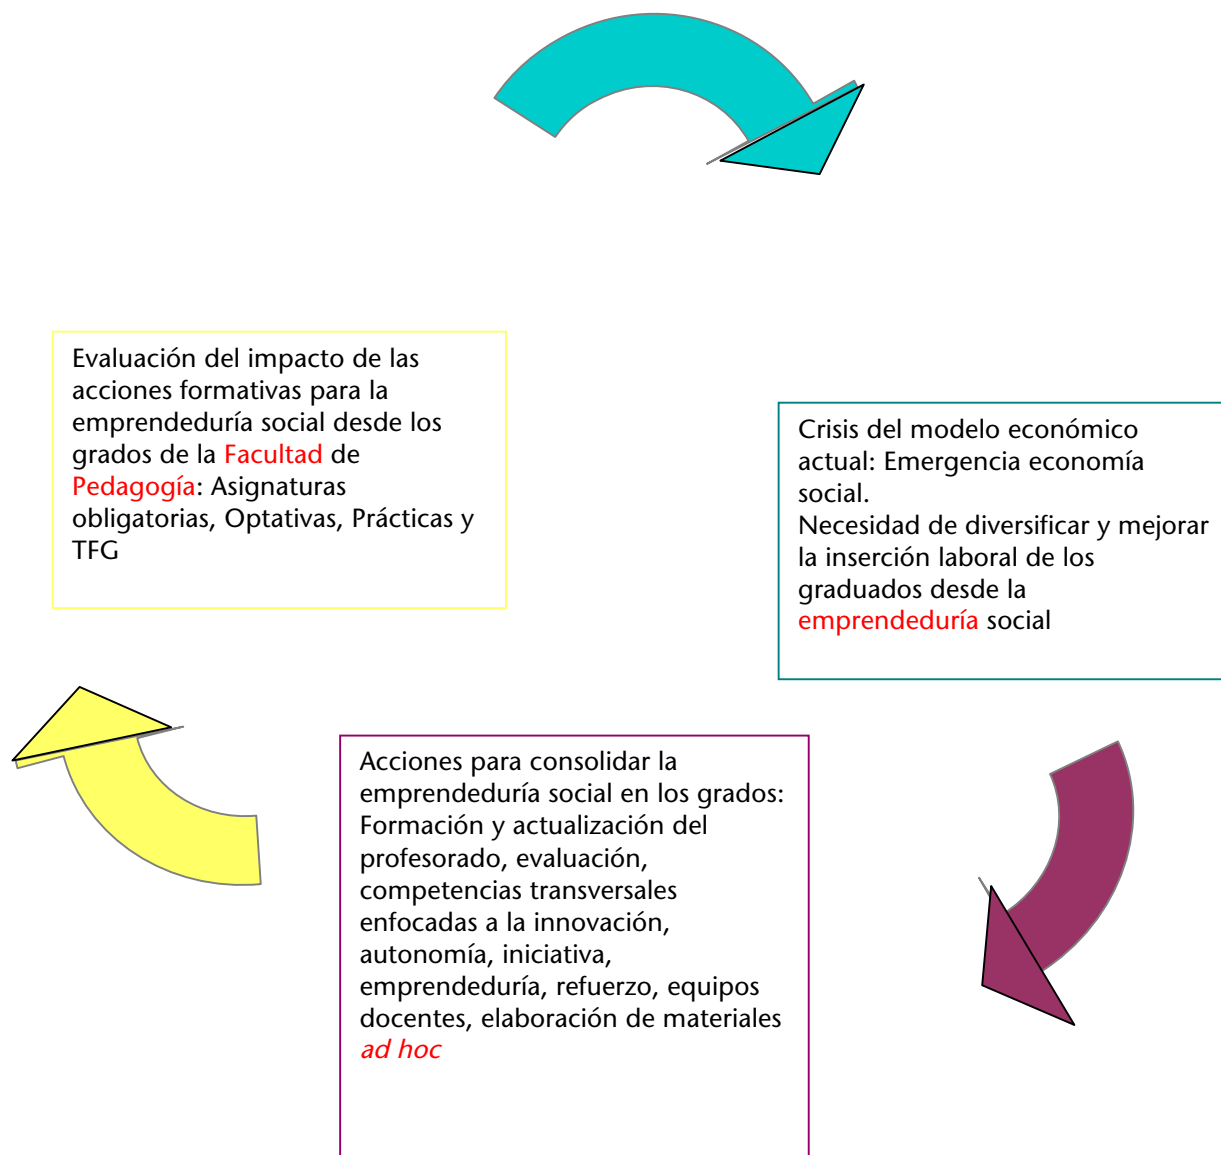 Evaluación del impacto de las
acciones formativas para la
emprendeduría social desde los
grados de la Facultad de
Pedagogía: Asignaturas
obligatorias, Optativas, Prácticas y
TFG
Crisis del modelo económico
actual: Emergencia economía
social.
Necesidad de diversificar y mejorar
la inserción laboral de los
graduados desde la
emprendeduría social
Acciones para consolidar la
emprendeduría social en los grados:
Formación y actualización del
profesorado, evaluación,
competencias transversales
enfocadas a la innovación,
autonomía, iniciativa,
emprendeduría, refuerzo, equipos
docentes, elaboración de materiales
ad hoc